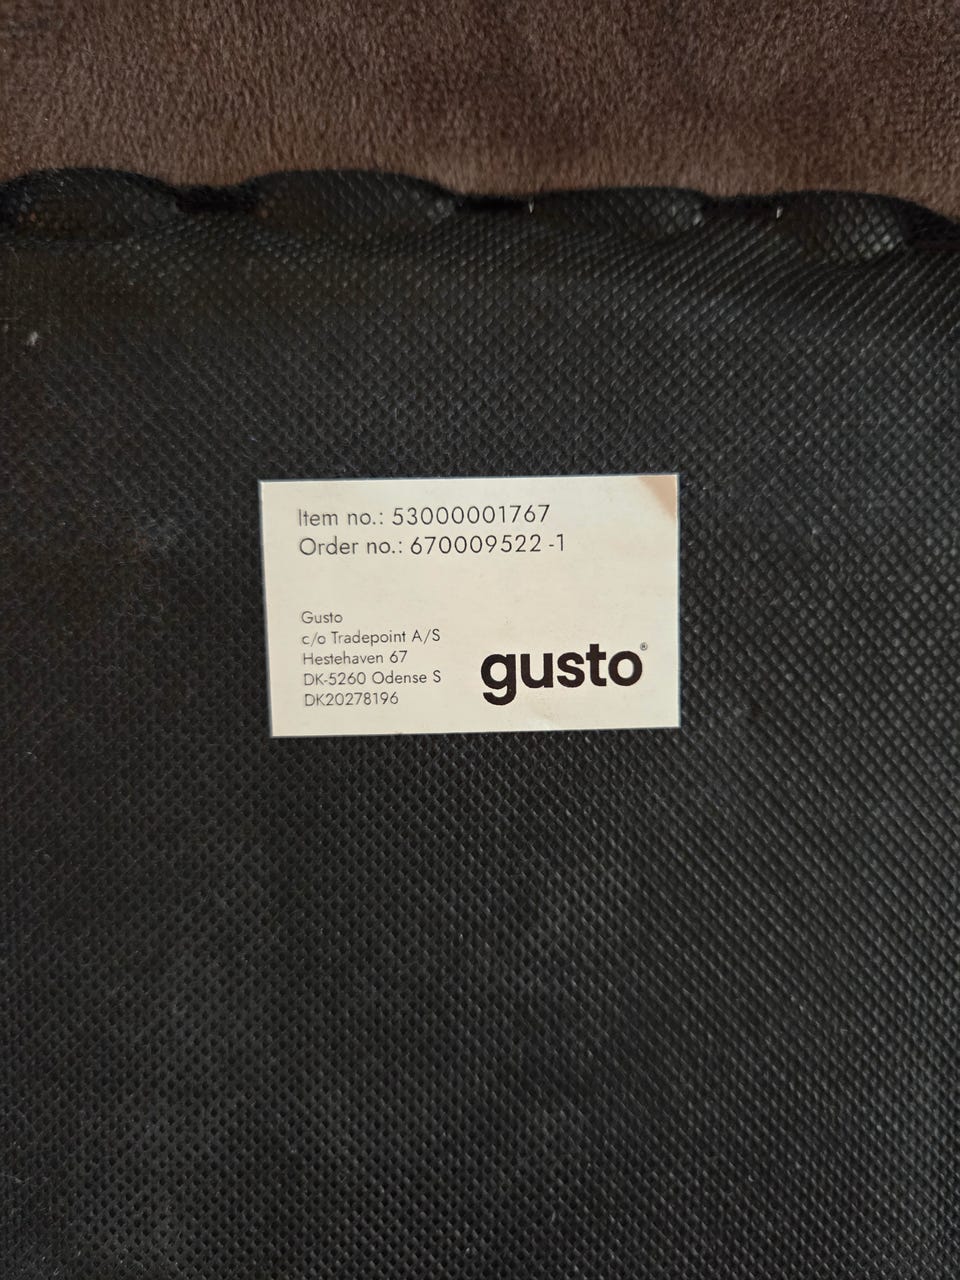 Item no.: 53000001767
Order no.: 670009522 -1
Gusto
c/o Tradepoint A/S
Hestehaven 67
DK-5260 Odense S
DK20278196
gusto®